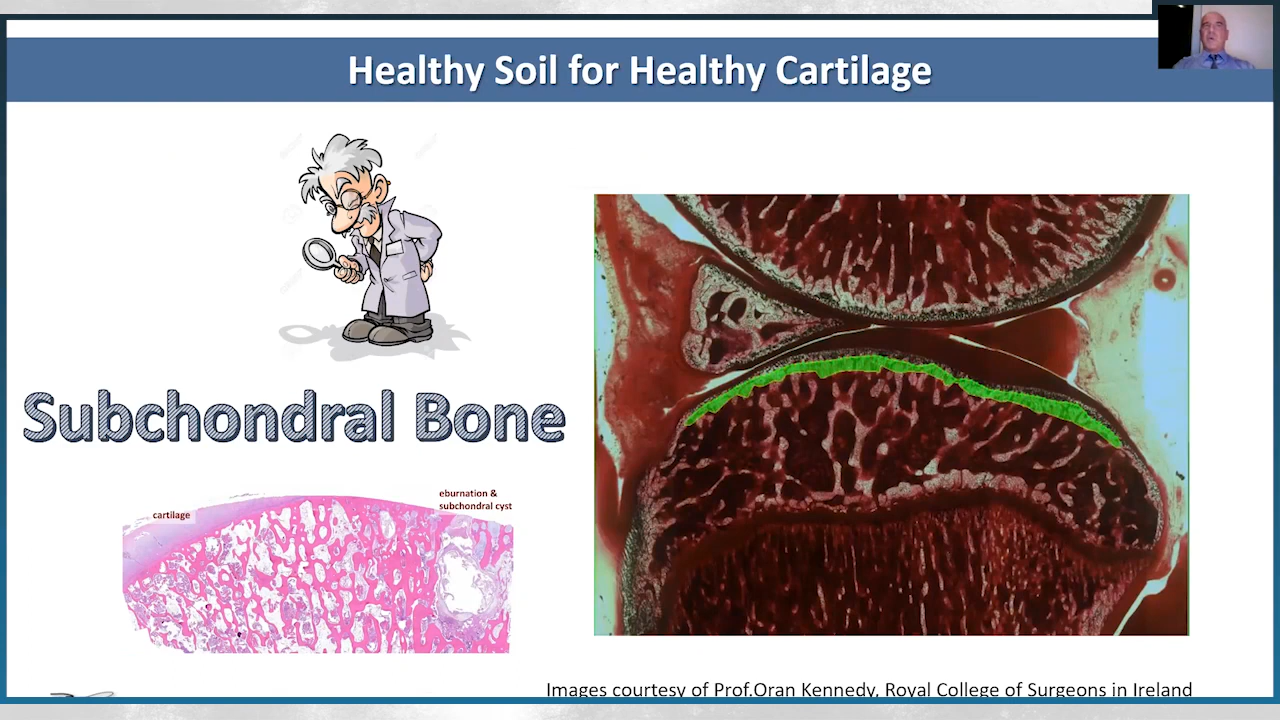 Healthy Soil for Healthy Cartilage
Subchondral Bone
cartilage
eburnation &
subchondral cyst
Images courtesy of Prof.Oran Kennedy, Royal College of Surgeons in Ireland